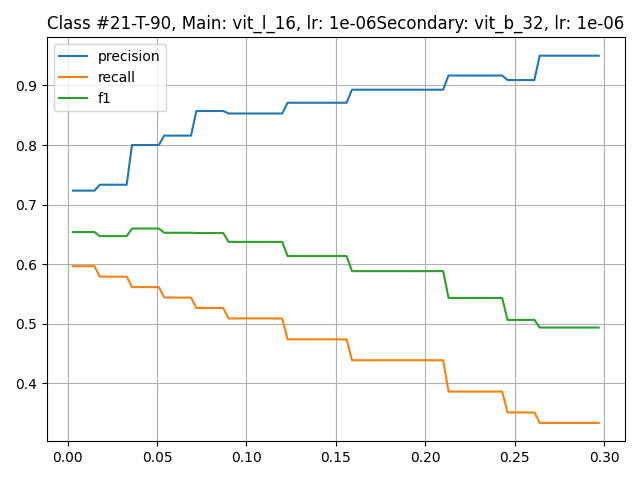 Class #21-T-90, Main: vit_l_16, lr: 1e-06Secondary: vit_b_32, lr: 1e-06
precision
recall
f1
0.9
0.8
0.7
0.6
0.5
0.4
0.00 0.05 0.10 0.15 0.20 0.25 0.30